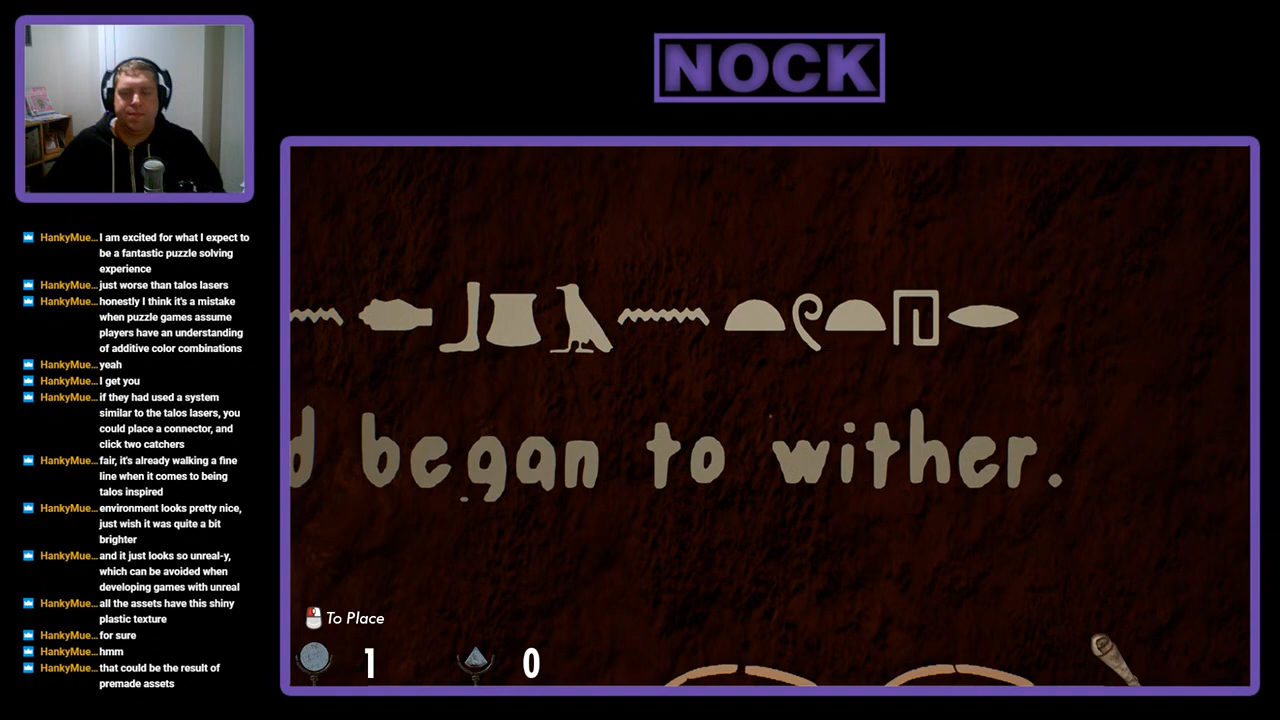 NOCK
HankyMue... I am excited for what I expect to
be a fantastic puzzle solving
experience
HankyMue... just worse than talos lasers
HankyMue... honestly I think it's a mistake
when puzzle games assume
players have an understanding
of additive color combinations
HankyMue... yeah
HankyMue... I get you
HankyMue... if they had used a system
similar to the talos lasers, you
could place a connector, and
click two catchers
HankyMue... fair, it's already walking a fine
line when it comes to being
talos inspired
HankyMue... environment looks pretty nice,
just wish it was quite a bit
brighter
HankyMue... and it just looks so unreal-y,
which can be avoided when
developing games with unreal
HankyMue... all the assets have this shiny
plastic texture
HankyMue... for sure
HankyMue... hmm
HankyMue... that could be the result of
premade assets
d began to wither.
To Place
1 0